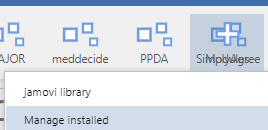 AJOR meddecide PPDA
jamovi library
Manage installed